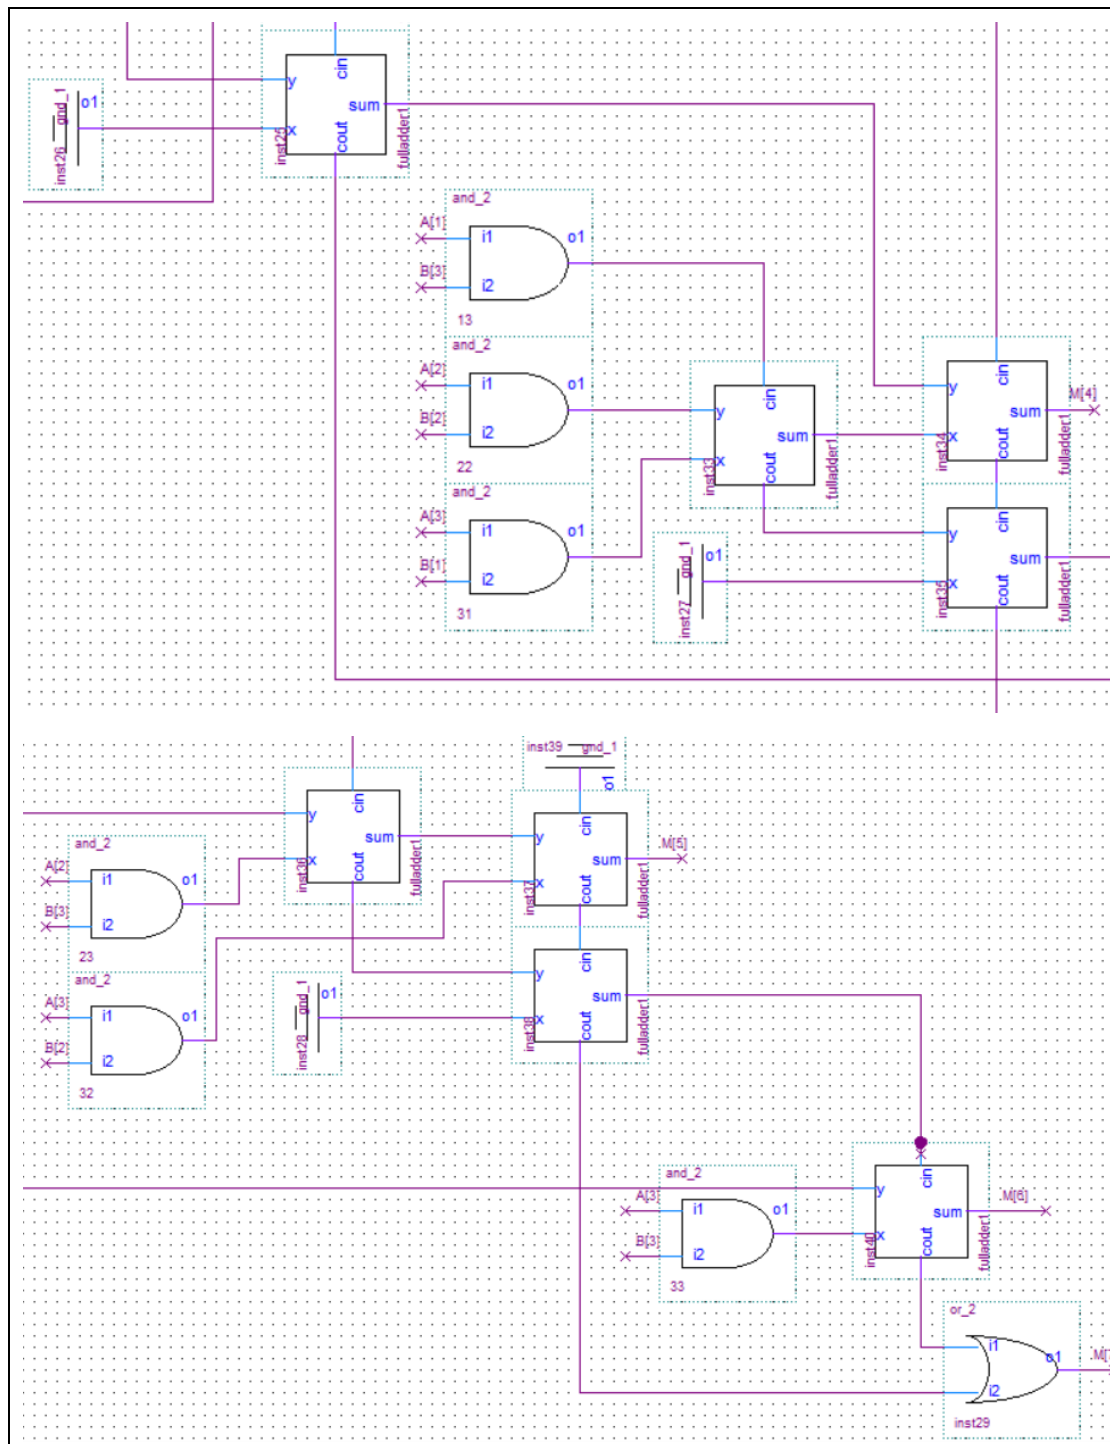 cin
y
sum
x
cout
inst25
fulladder1
gnd_1
o1
inst26
and_2
A[1]
i1
o1
B[3]
i2
13
and_2
A[2]
i1
o1
B[2]
i2
22
and_2
A[3]
i1
o1
B[1]
i2
31
cin
y
sum
x
cout
inst33
fulladder1
gnd_1
o1
inst27
cin
y
sum
M[4]
x
cout
inst34
fulladder1
cin
y
sum
x
cout
inst35
fulladder1
cin
y
sum
x
cout
inst36
fulladder1
inst39
gnd_1
o1
cin
y
sum
M[5]
x
cout
inst37
fulladder1
and_2
A[2]
i1
o1
B[3]
i2
23
and_2
A[3]
i1
o1
B[2]
i2
32
gnd_1
o1
inst28
cin
y
sum
x
cout
inst38
fulladder1
and_2
A[3]
i1
o1
B[3]
i2
33
cin
y
sum
M[6]
x
cout
inst40
fulladder1
or_2
i1
o1
i2
inst29